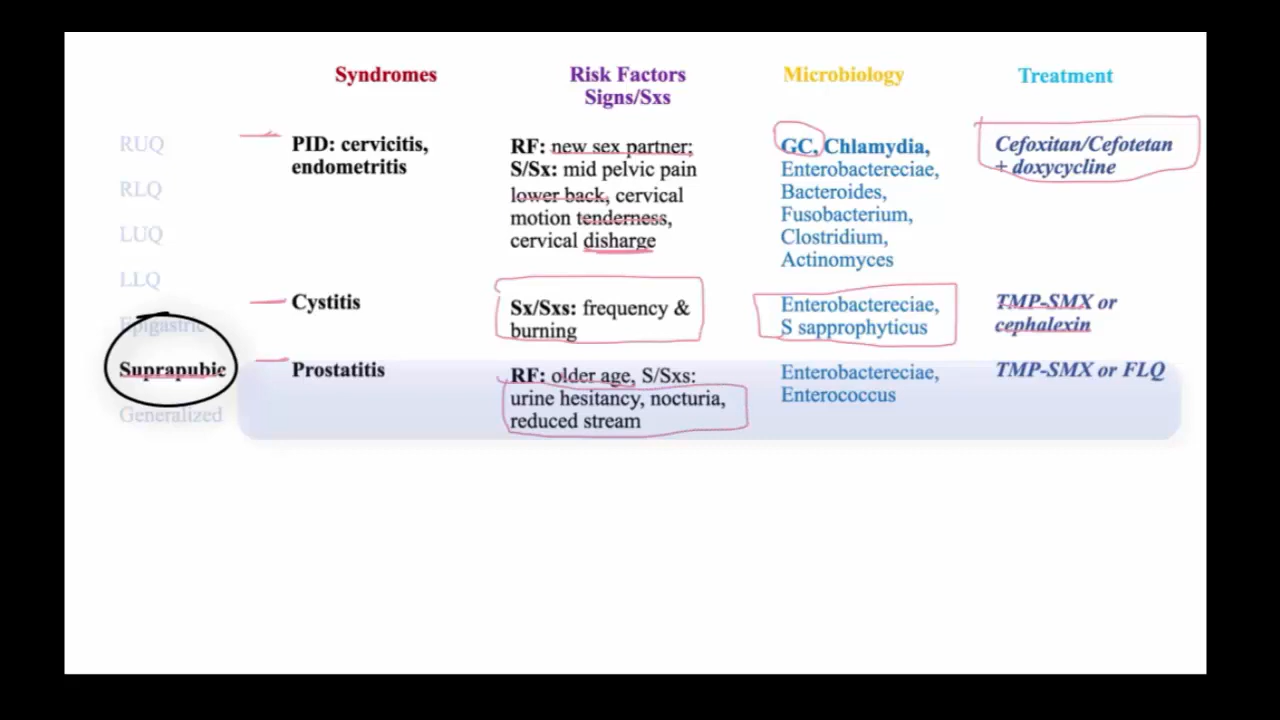 Syndromes
Risk Factors
Signs/Sxs
Microbiology
Treatment
RUQ
RLQ
LUQ
LLQ
Epigastric
Suprapubic
Generalized
PID: cervicitis,
endometritis
RF: new sex partner;
S/Sx: mid pelvic pain
lower back, cervical
motion tenderness,
cervical disharge
GC, Chlamydia,
Enterobactereciae,
Bacteroides,
Fusobacterium,
Clostridium,
Actinomyces
Cefoxitan/Cefotetan
+ doxycycline
Cystitis
Sx/Sxs: frequency &
burning
Enterobactereciae,
S sapprophyticus
TMP-SMX or
cephalexin
Prostatitis
RF: older age, S/Sxs:
urine hesitancy, nocturia,
reduced stream
Enterobactereciae,
Enterococcus
TMP-SMX or FLQ